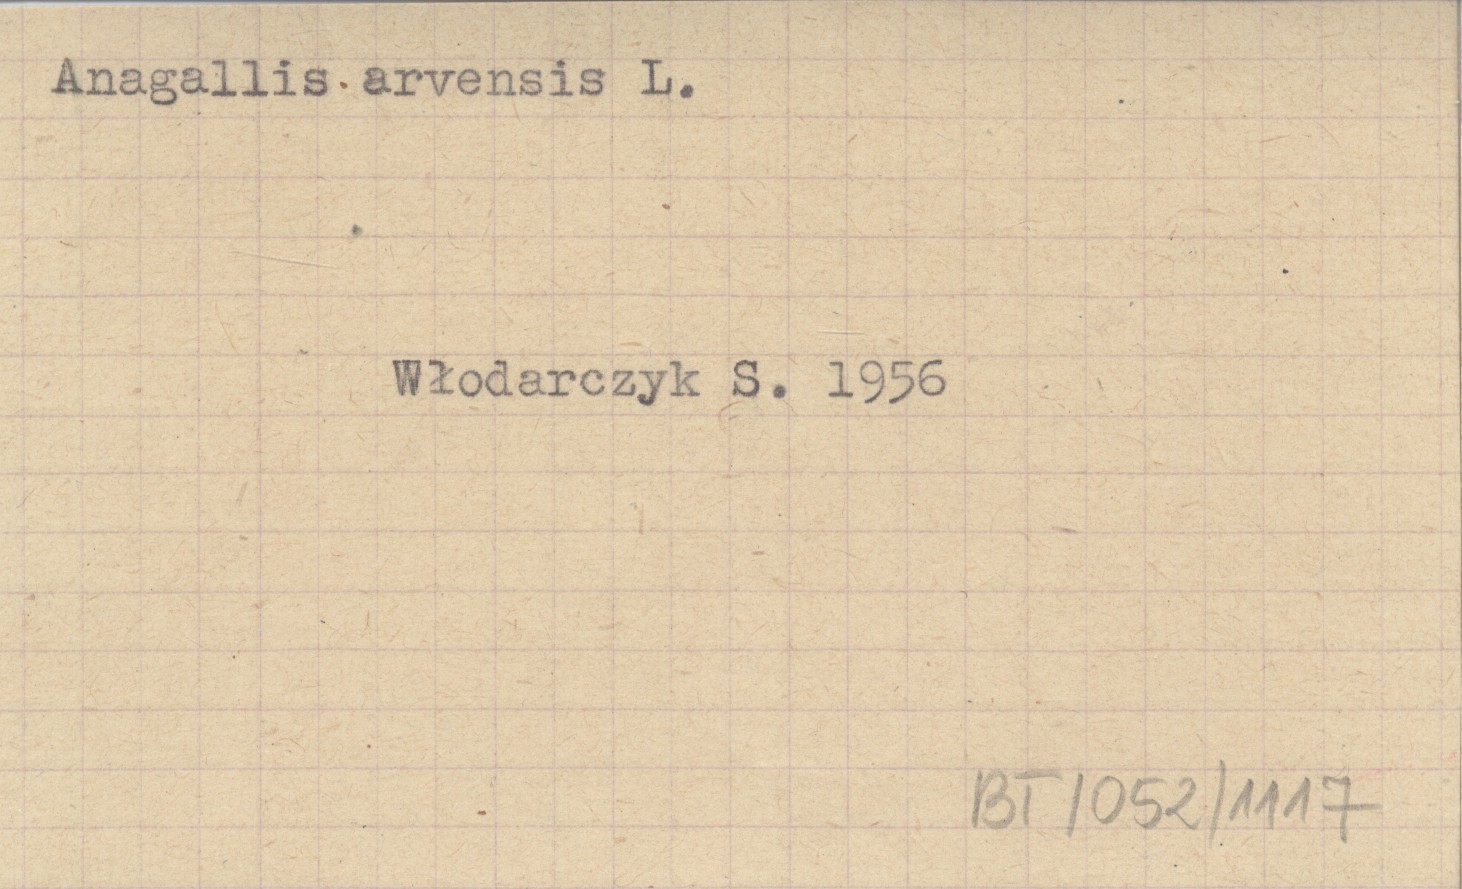 Anagallis arvensis L.
Włodarczyk S. 1956
BT/052/1117